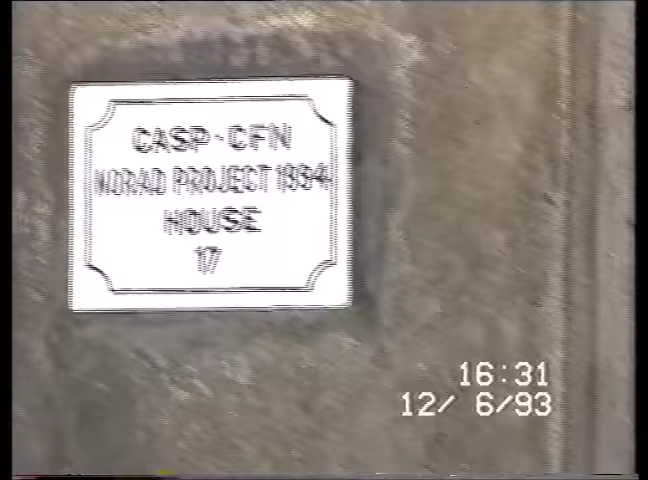 CASP-CFN
NORAD PROJECT 1994
HOUSE
17
16:31
12/ 6/93